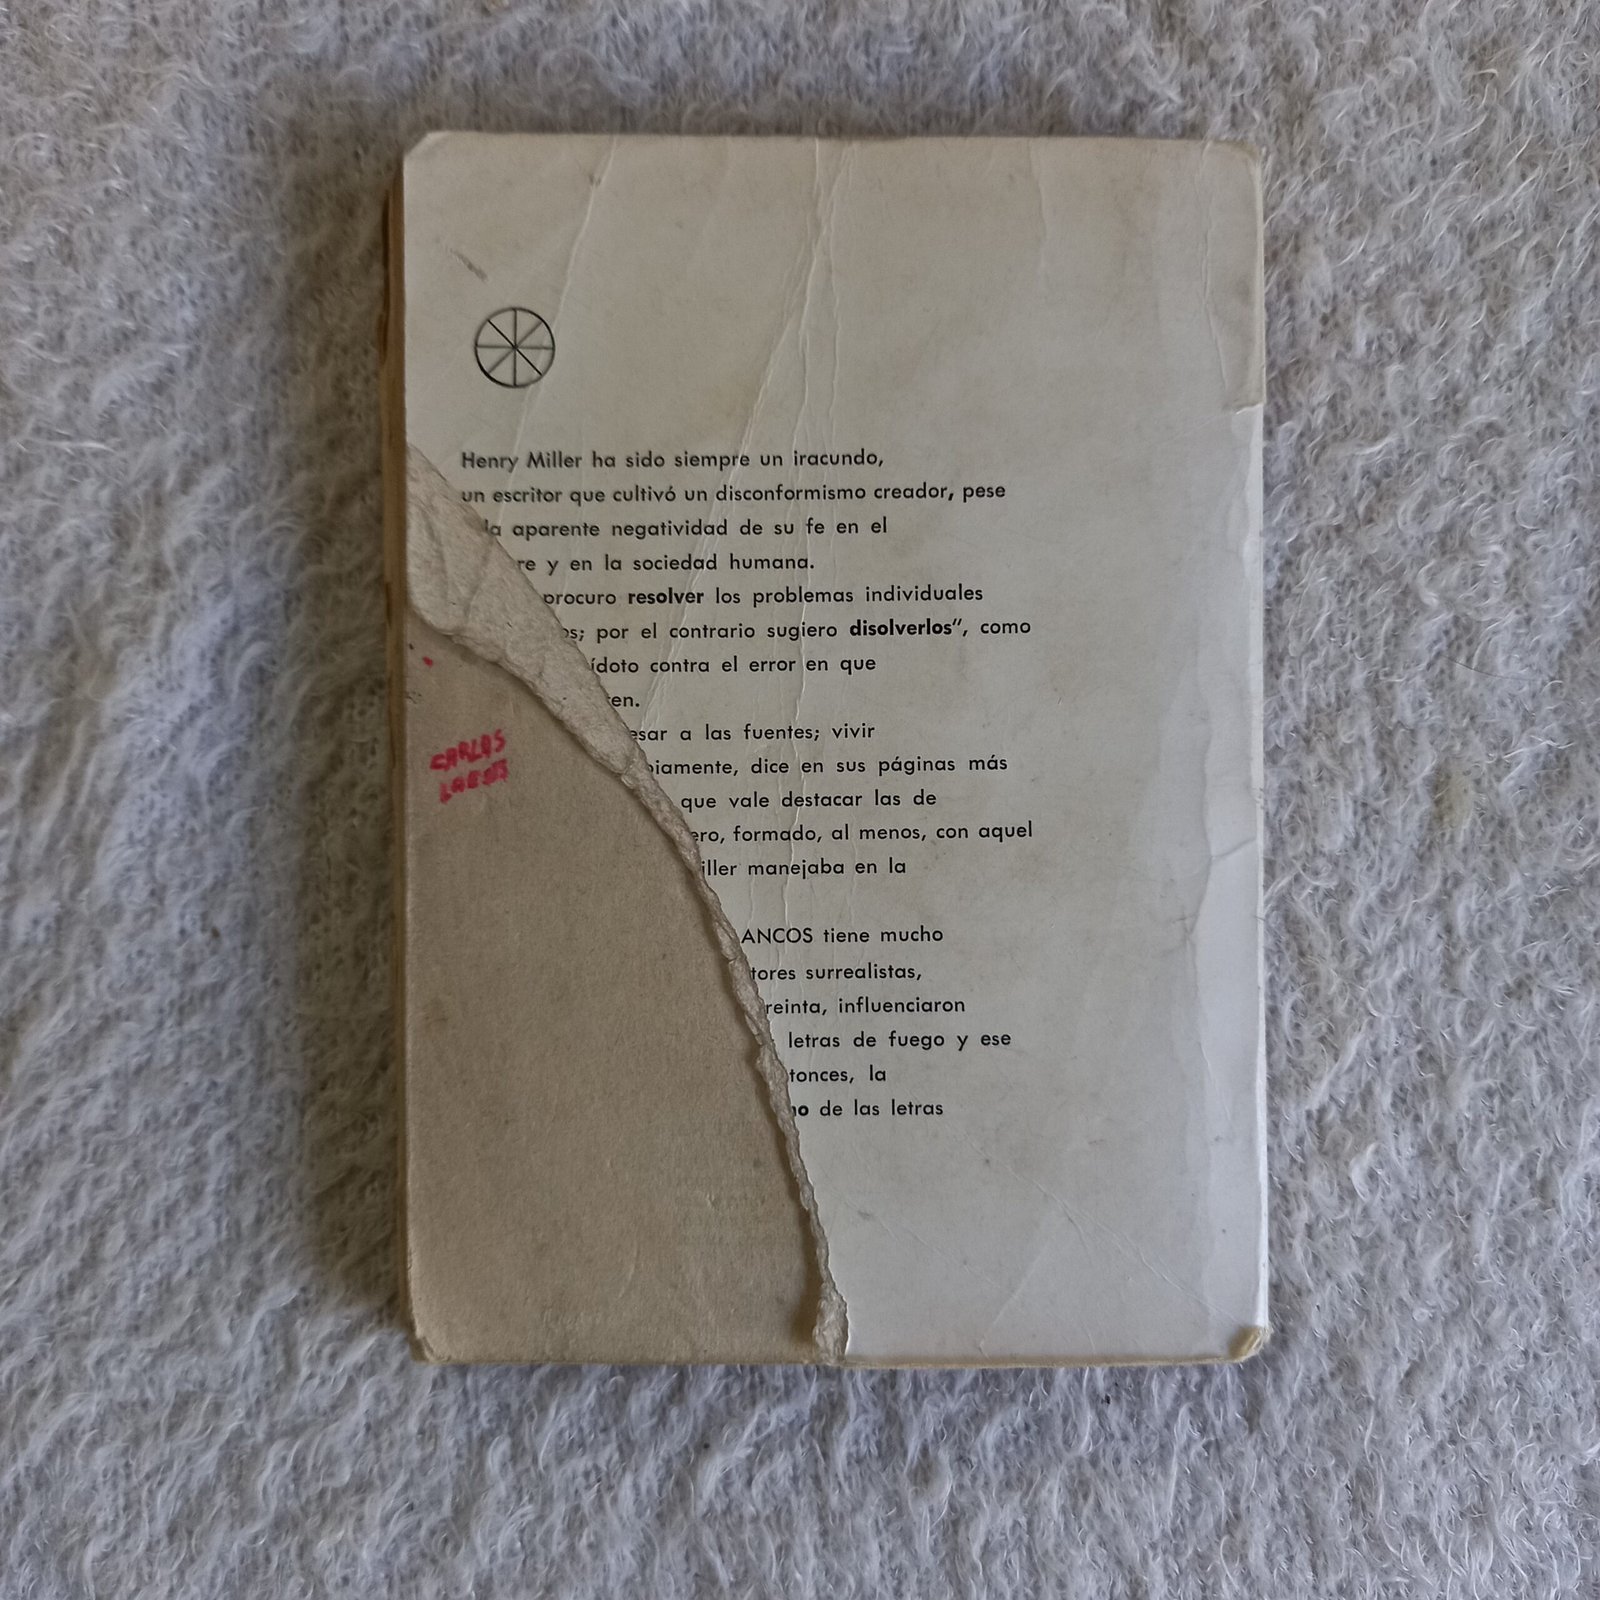 Henry Miller ha sido siempre un iracundo,
un escritor que cultivó un disconformismo creador, pese
la aparente negatividad de su fe en el
re y en la sociedad humana.
procuro resolver los problemas individuales
os; por el contrario sugiero disolverlos", como
ídoto contra el error en que
en.
esar a las fuentes; vivir
piamente, dice en sus páginas más
que vale destacar las de
ero, formado, al menos, con aquel
iller manejaba en la
ANCOS tiene mucho
tores surrealistas,
reinta, influenciaron
letras de fuego y ese
tonces, la
no de las letras
CARLOS